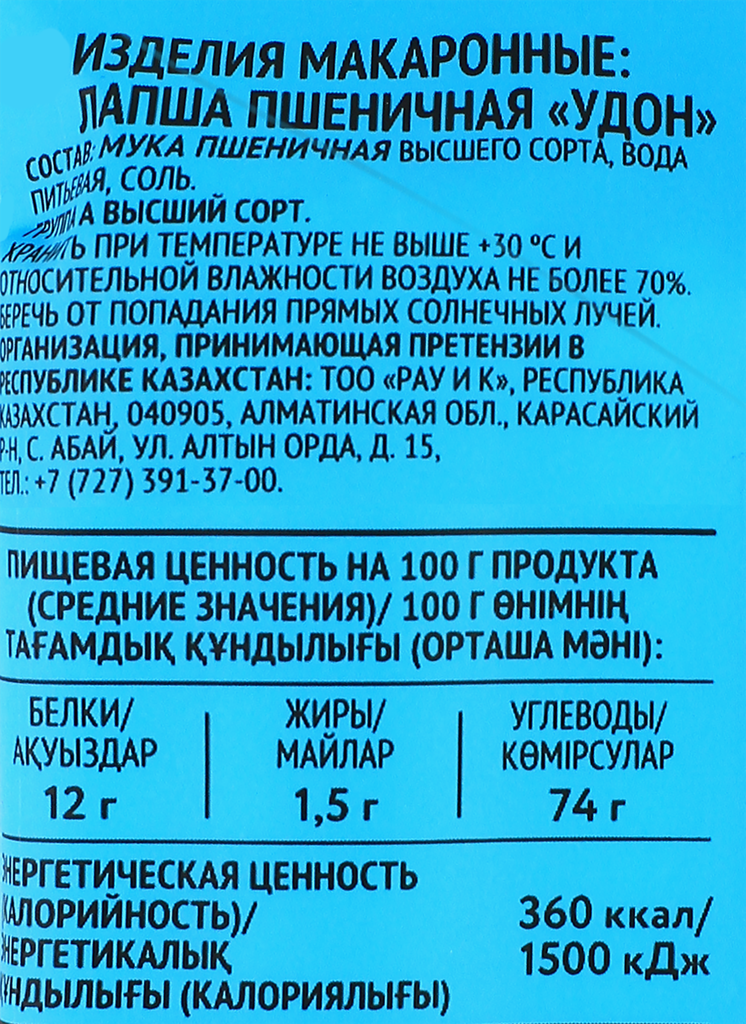 ИЗДЕЛИЯ МАКАРОННЫЕ:
ЛАПША ПШЕНИЧНАЯ «УДОН»
СОСТАВ: МУКА ПШЕНИЧНАЯ ВЫСШЕГО СОРТА, ВОДА
ПИТЬЕВАЯ, СОЛЬ.
ГРУППА А ВЫСШИЙ СОРТ.
ХРАНИТЬ ПРИ ТЕМПЕРАТУРЕ НЕ ВЫШЕ +30 °С И
ОТНОСИТЕЛЬНОЙ ВЛАЖНОСТИ ВОЗДУХА НЕ БОЛЕЕ 70%.
БЕРЕЧЬ ОТ ПОПАДАНИЯ ПРЯМЫХ СОЛНЕЧНЫХ ЛУЧЕЙ.
ОРГАНИЗАЦИЯ, ПРИНИМАЮЩАЯ ПРЕТЕНЗИИ В
РЕСПУБЛИКЕ КАЗАХСТАН: ТОО «РАУ И К», РЕСПУБЛИКА
КАЗАХСТАН, 040905, АЛМАТИНСКАЯ ОБЛ., КАРАСАЙСКИЙ
Р-Н, С. АБАЙ, УЛ. АЛТЫН ОРДА, Д. 15,
ТЕЛ.: +7 (727) 391-37-00.
ПИЩЕВАЯ ЦЕННОСТЬ НА 100 Г ПРОДУКТА
(СРЕДНИЕ ЗНАЧЕНИЯ)/ 100 Г ӨНІМНІҢ
ТАҒАМДЫҚ ҚҰНДЫЛЫҒЫ (ОРТАША МӘНІ):
БЕЛКИ/
АҚУЫЗДАР
12 г
ЖИРЫ/
МАЙЛАР
1,5 г
УГЛЕВОДЫ/
КӨМІРСУЛАР
74 г
ЭНЕРГЕТИЧЕСКАЯ ЦЕННОСТЬ
(КАЛОРИЙНОСТЬ)/
ЭНЕРГЕТИКАЛЫҚ
ҚҰНДЫЛЫҒЫ (КАЛОРИЯЛЫҒЫ)
360 ккал/
1500 кДж